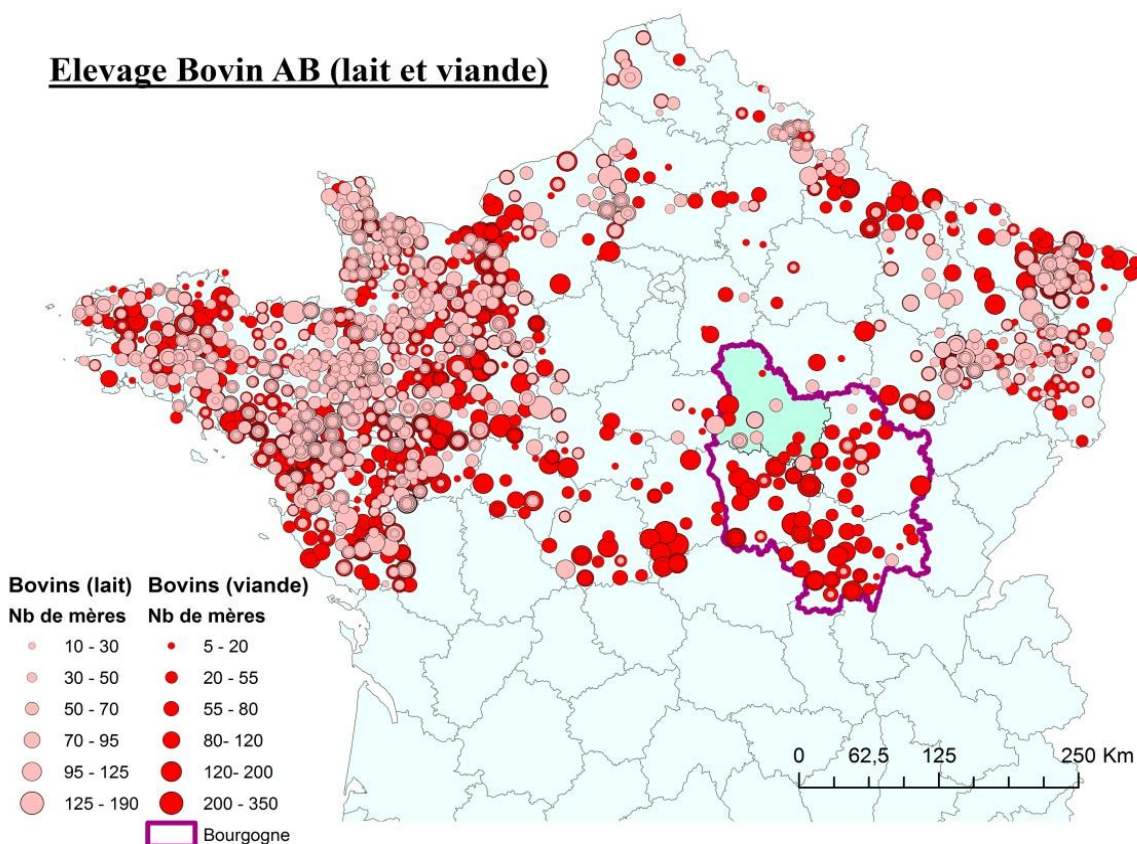 Elevage Bovin AB (lait et viande)
Bovins (lait)
Nb de mères
10 - 30
30 - 50
50 - 70
70 - 95
95 - 125
125 - 190
Bovins (viande)
Nb de mères
5 - 20
20 - 55
55 - 80
80- 120
120- 200
200 - 350
Bourgogne
0 62,5 125 250 Km